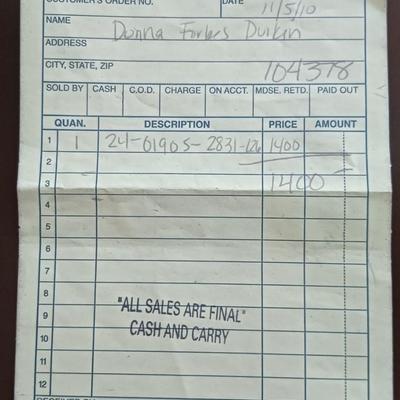 CUSTOMER'S ORDER NO. DATE 11/5/10
NAME Donna Forbes Durkin
ADDRESS
CITY, STATE, ZIP 104378
SOLD BY CASH C.O.D. CHARGE ON ACCT. MDSE. RETD. PAID OUT
QUAN. DESCRIPTION PRICE AMOUNT
1 1 24-61905-2831-126 1400
2
3 1400
4
5
6
7
8
9
10
11
12
"ALL SALES ARE FINAL"
CASH AND CARRY